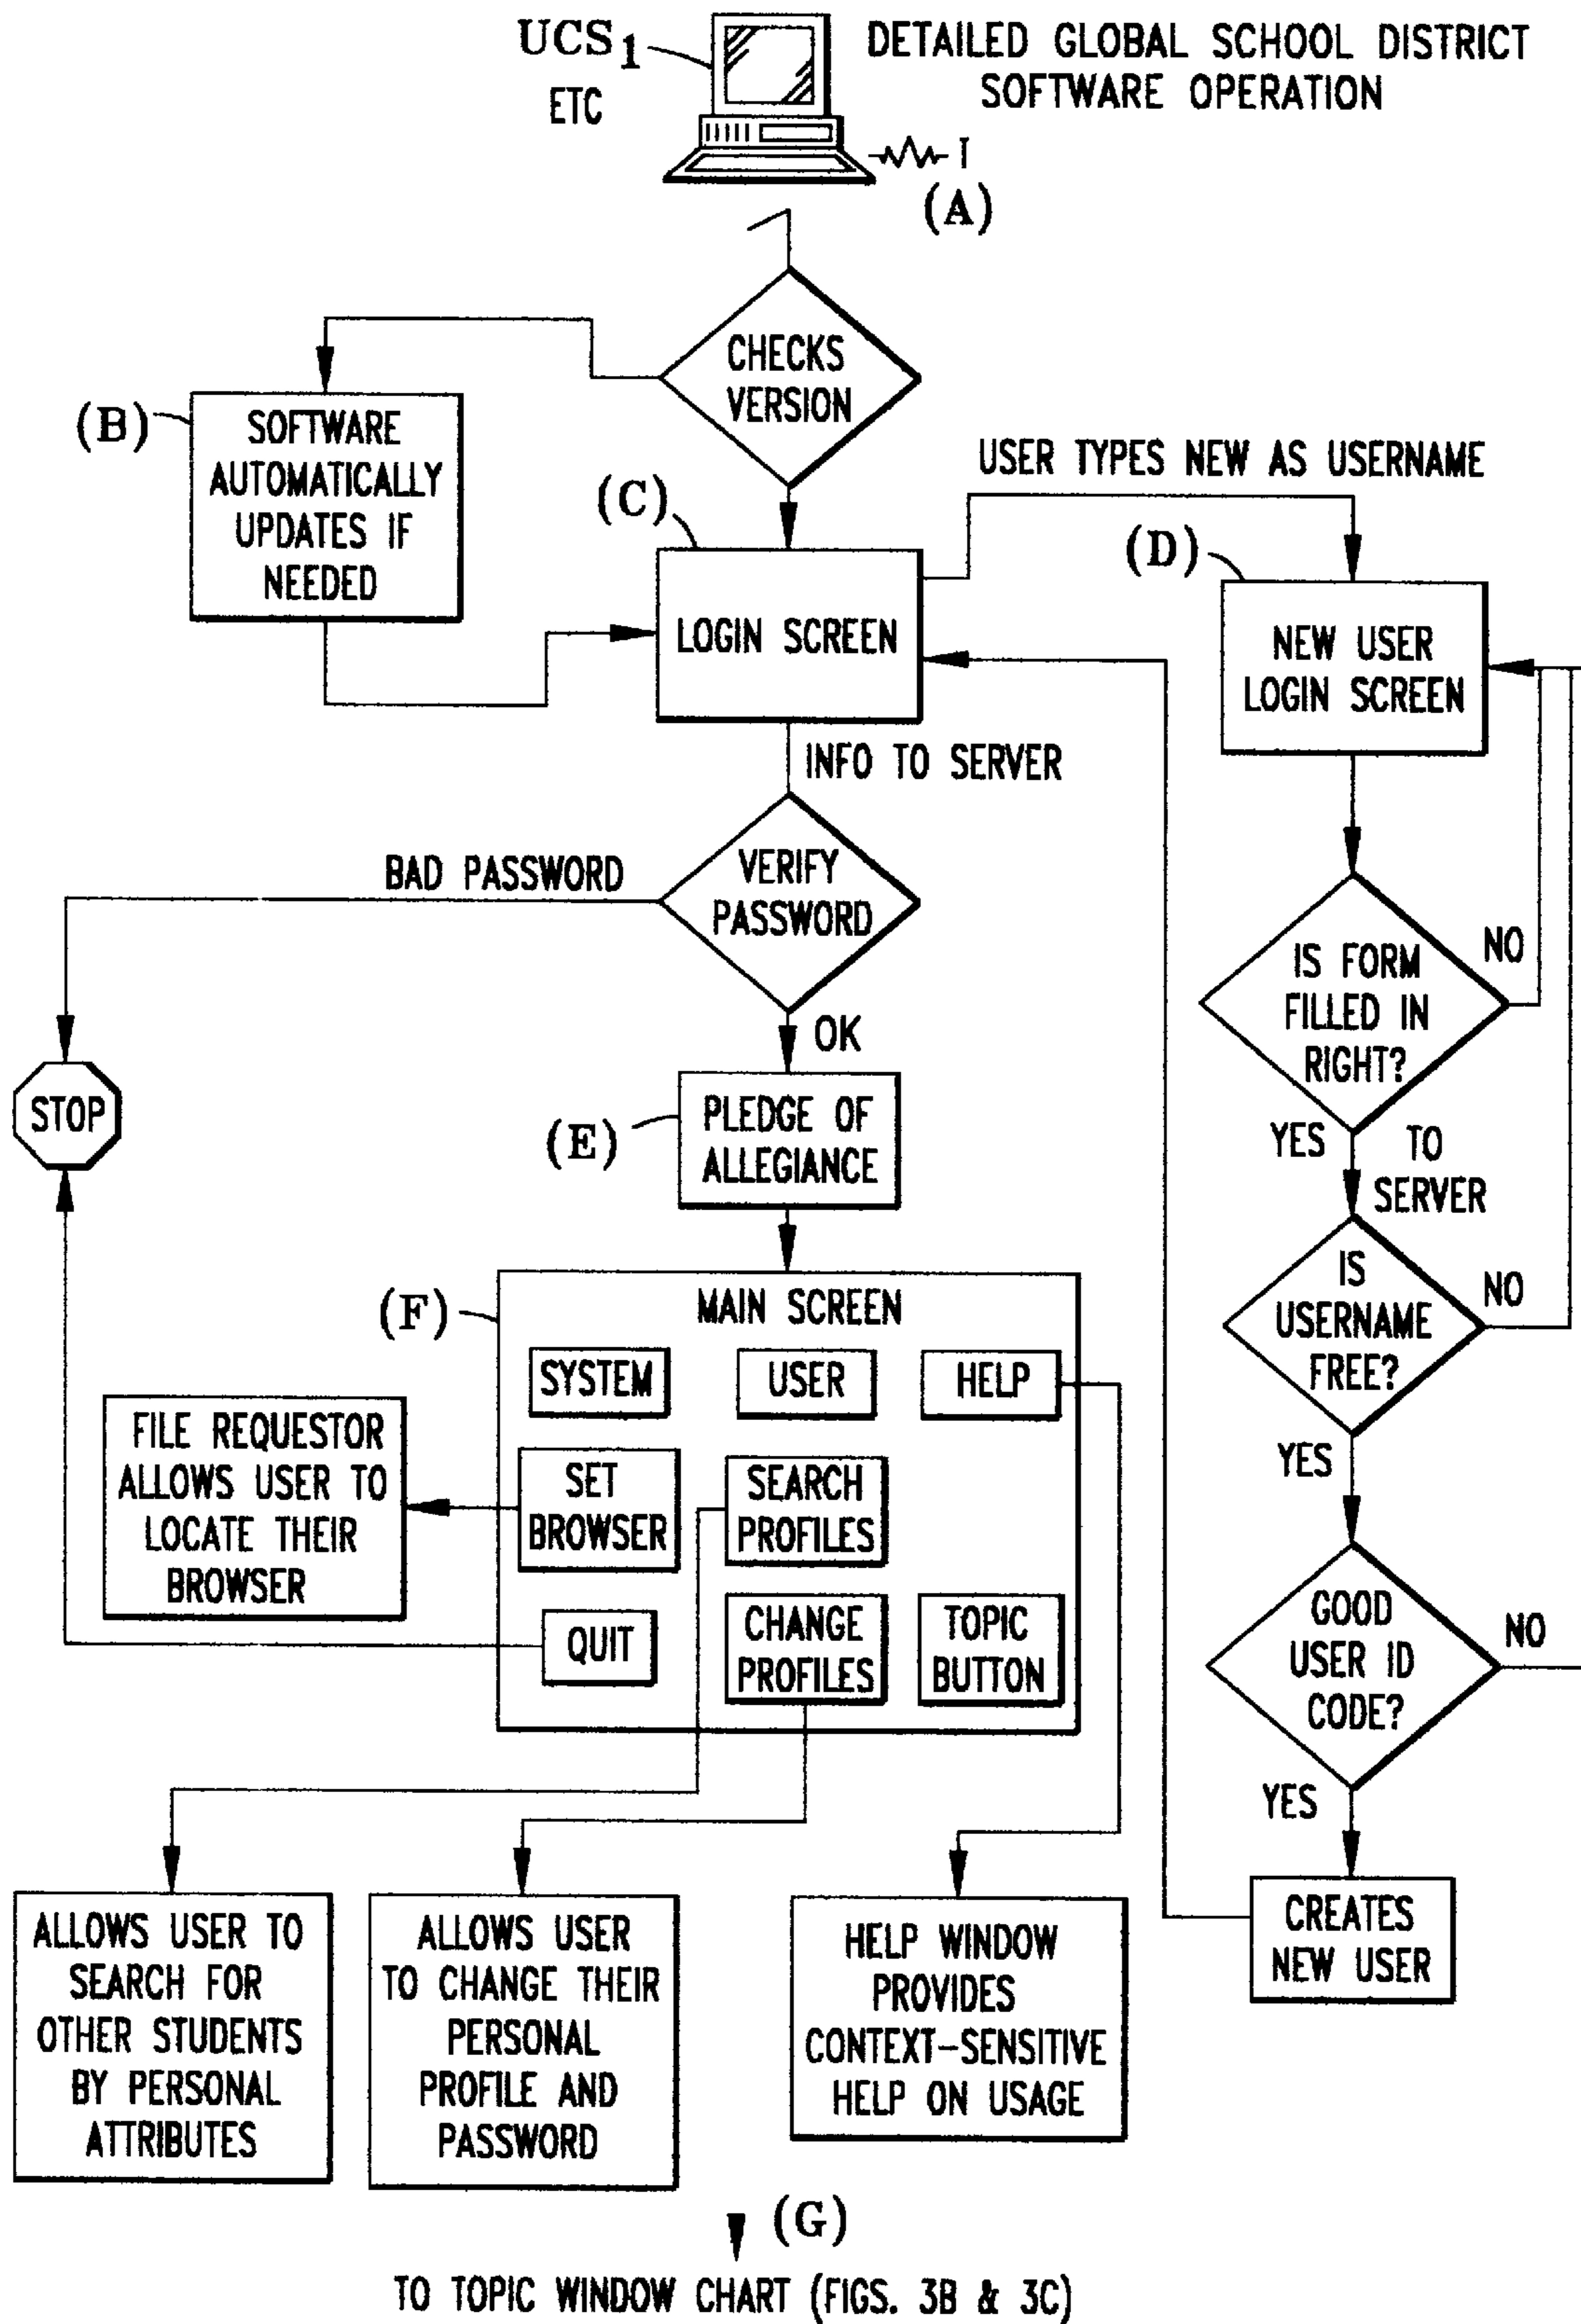 UCS1
ETC
DETAILED GLOBAL SCHOOL DISTRICT
SOFTWARE OPERATION
I
(A)
CHECKS
VERSION
(B)
SOFTWARE
AUTOMATICALLY
UPDATES IF
NEEDED
(C)
LOGIN SCREEN
USER TYPES NEW AS USERNAME
(D)
NEW USER
LOGIN SCREEN
INFO TO SERVER
VERIFY
PASSWORD
BAD PASSWORD
STOP
OK
(E)
PLEDGE OF
ALLEGIANCE
IS FORM
FILLED IN
RIGHT?
NO
YES
TO
SERVER
IS
USERNAME
FREE?
NO
YES
GOOD
USER ID
CODE?
NO
YES
CREATES
NEW USER
(F)
MAIN SCREEN
SYSTEM
USER
HELP
SET
BROWSER
SEARCH
PROFILES
QUIT
CHANGE
PROFILES
TOPIC
BUTTON
FILE REQUESTOR
ALLOWS USER TO
LOCATE THEIR
BROWSER
ALLOWS USER TO
SEARCH FOR
OTHER STUDENTS
BY PERSONAL
ATTRIBUTES
ALLOWS USER
TO CHANGE THEIR
PERSONAL
PROFILE AND
PASSWORD
HELP WINDOW
PROVIDES
CONTEXT-SENSITIVE
HELP ON USAGE
(G)
TO TOPIC WINDOW CHART (FIGS. 3B & 3C)